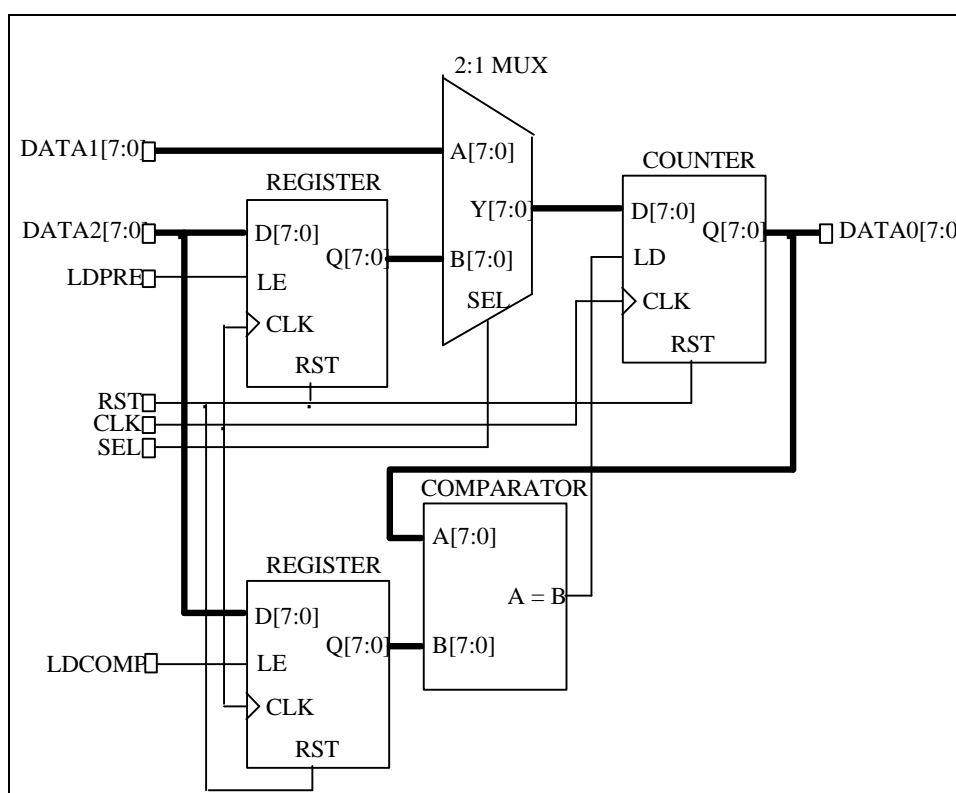 2:1 MUX
DATA1[7:0]
A[7:0]
COUNTER
REGISTER
DATA2[7:0]
D[7:0]
Y[7:0]
D[7:0]
Q[7:0]
DATA0[7:0
Q[7:0]
B[7:0]
LD
LDPRE
LE
SEL
CLK
CLK
RST
RST
RST
CLK
SEL
COMPARATOR
A[7:0]
REGISTER
A = B
D[7:0]
Q[7:0]
B[7:0]
LDCOMP
LE
CLK
RST